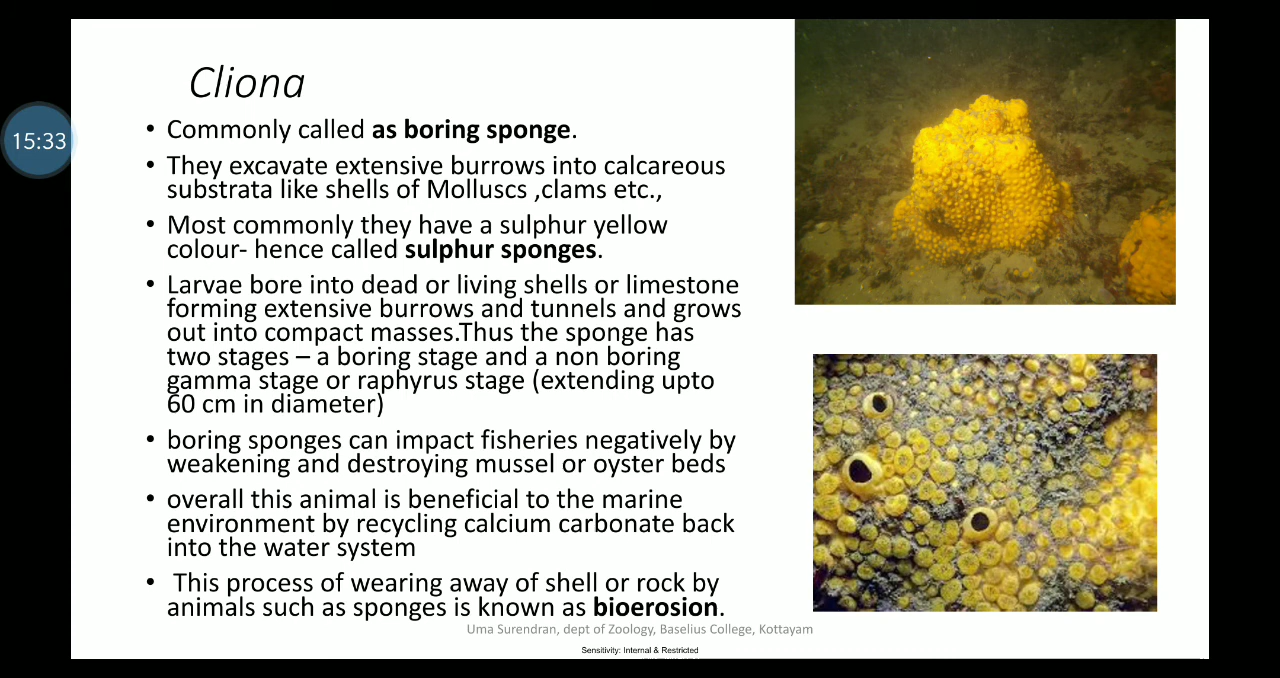 Cliona
15:33
• Commonly called as boring sponge.
• They excavate extensive burrows into calcareous
substrata like shells of Molluscs ,clams etc.,
• Most commonly they have a sulphur yellow
colour- hence called sulphur sponges.
• Larvae bore into dead or living shells or limestone
forming extensive burrows and tunnels and grows
out into compact masses.Thus the sponge has
two stages – a boring stage and a non boring
gamma stage or raphyrus stage (extending upto
60 cm in diameter)
• boring sponges can impact fisheries negatively by
weakening and destroying mussel or oyster beds
• overall this animal is beneficial to the marine
environment by recycling calcium carbonate back
into the water system
• This process of wearing away of shell or rock by
animals such as sponges is known as bioerosion.
Uma Surendran, dept of Zoology, Baselius College, Kottayam
Sensitivity: Internal & Restricted